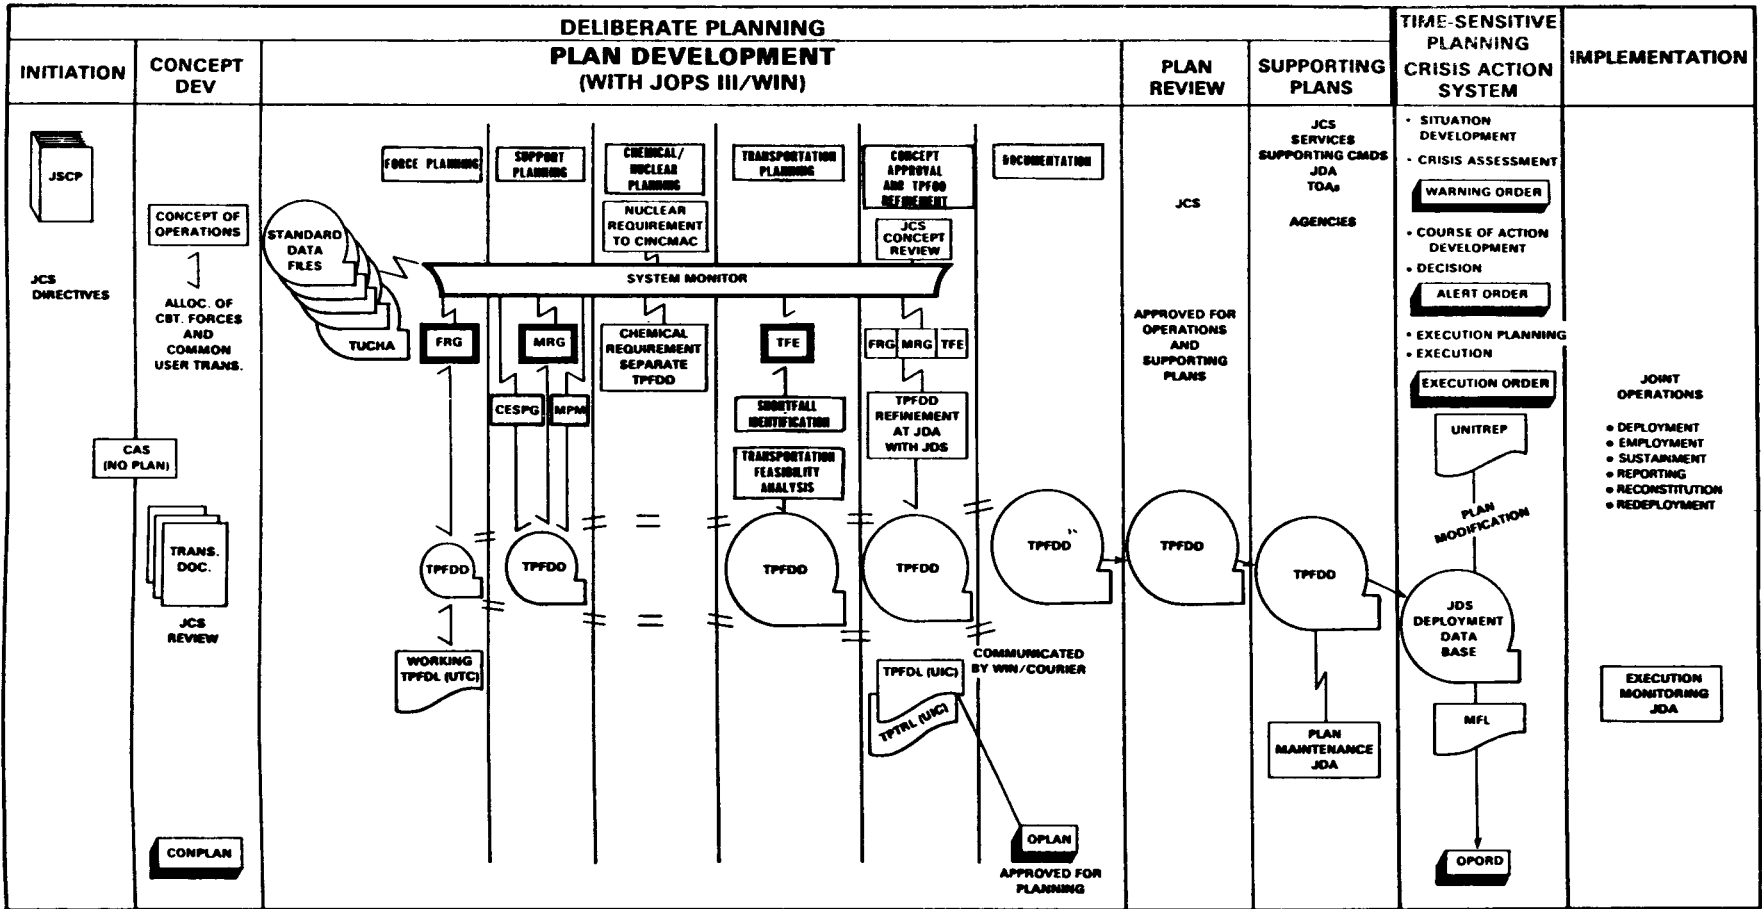 DELIBERATE PLANNING
TIME-SENSITIVE
PLANNING
CRISIS ACTION
SYSTEM
IMPLEMENTATION
INITIATION
CONCEPT
DEV
PLAN DEVELOPMENT
(WITH JOPS III/WIN)
PLAN
REVIEW
SUPPORTING
PLANS
JSCP
JCS
DIRECTIVES
CONCEPT OF
OPERATIONS
ALLOC. OF
CBT. FORCES
AND
COMMON
USER TRANS.
CAS
(NO PLAN)
TRANS.
DOC.
JCS
REVIEW
CONPLAN
STANDARD
DATA
FILES
TUCHA
FORCE PLANNING
SUPPORT
PLANNING
CHEMICAL/
NUCLEAR
PLANNING
TRANSPORTATION
PLANNING
CONCEPT
APPROVAL
AND TPFDD
REFINEMENT
DOCUMENTATION
NUCLEAR
REQUIREMENT
TO CINCMAC
JCS
CONCEPT
REVIEW
SYSTEM MONITOR
FRG
MRG
CHEMICAL
REQUIREMENT
SEPARATE
TPFDD
TFE
FRG MRG TFE
CESPG
MPM
SHORTFALL
IDENTIFICATION
TRANSPORTATION
FEASIBILITY
ANALYSIS
TPFDD
REFINEMENT
AT JDA
WITH JDS
TPFDD
TPFDD
TPFDD
TPFDD
TPFDD
TPFDD
TPFDD
WORKING
TPFDL (UTC)
TPFDL (UIC)
TPTRL (UIC)
COMMUNICATED
BY WIN/COURIER
OPLAN
APPROVED FOR
PLANNING
JCS
APPROVED FOR
OPERATIONS
AND
SUPPORTING
PLANS
JCS
SERVICES
SUPPORTING CMDS
JDA
TOAs
AGENCIES
PLAN
MAINTENANCE
JDA
• SITUATION
DEVELOPMENT
• CRISIS ASSESSMENT
WARNING ORDER
• COURSE OF ACTION
DEVELOPMENT
• DECISION
ALERT ORDER
• EXECUTION PLANNING
• EXECUTION
EXECUTION ORDER
UNITREP
PLAN
MODIFICATION
JDS
DEPLOYMENT
DATA
BASE
MFL
OPORD
JOINT
OPERATIONS
• DEPLOYMENT
• EMPLOYMENT
• SUSTAINMENT
• REPORTING
• RECONSTITUTION
• REDEPLOYMENT
EXECUTION
MONITORING
JDA